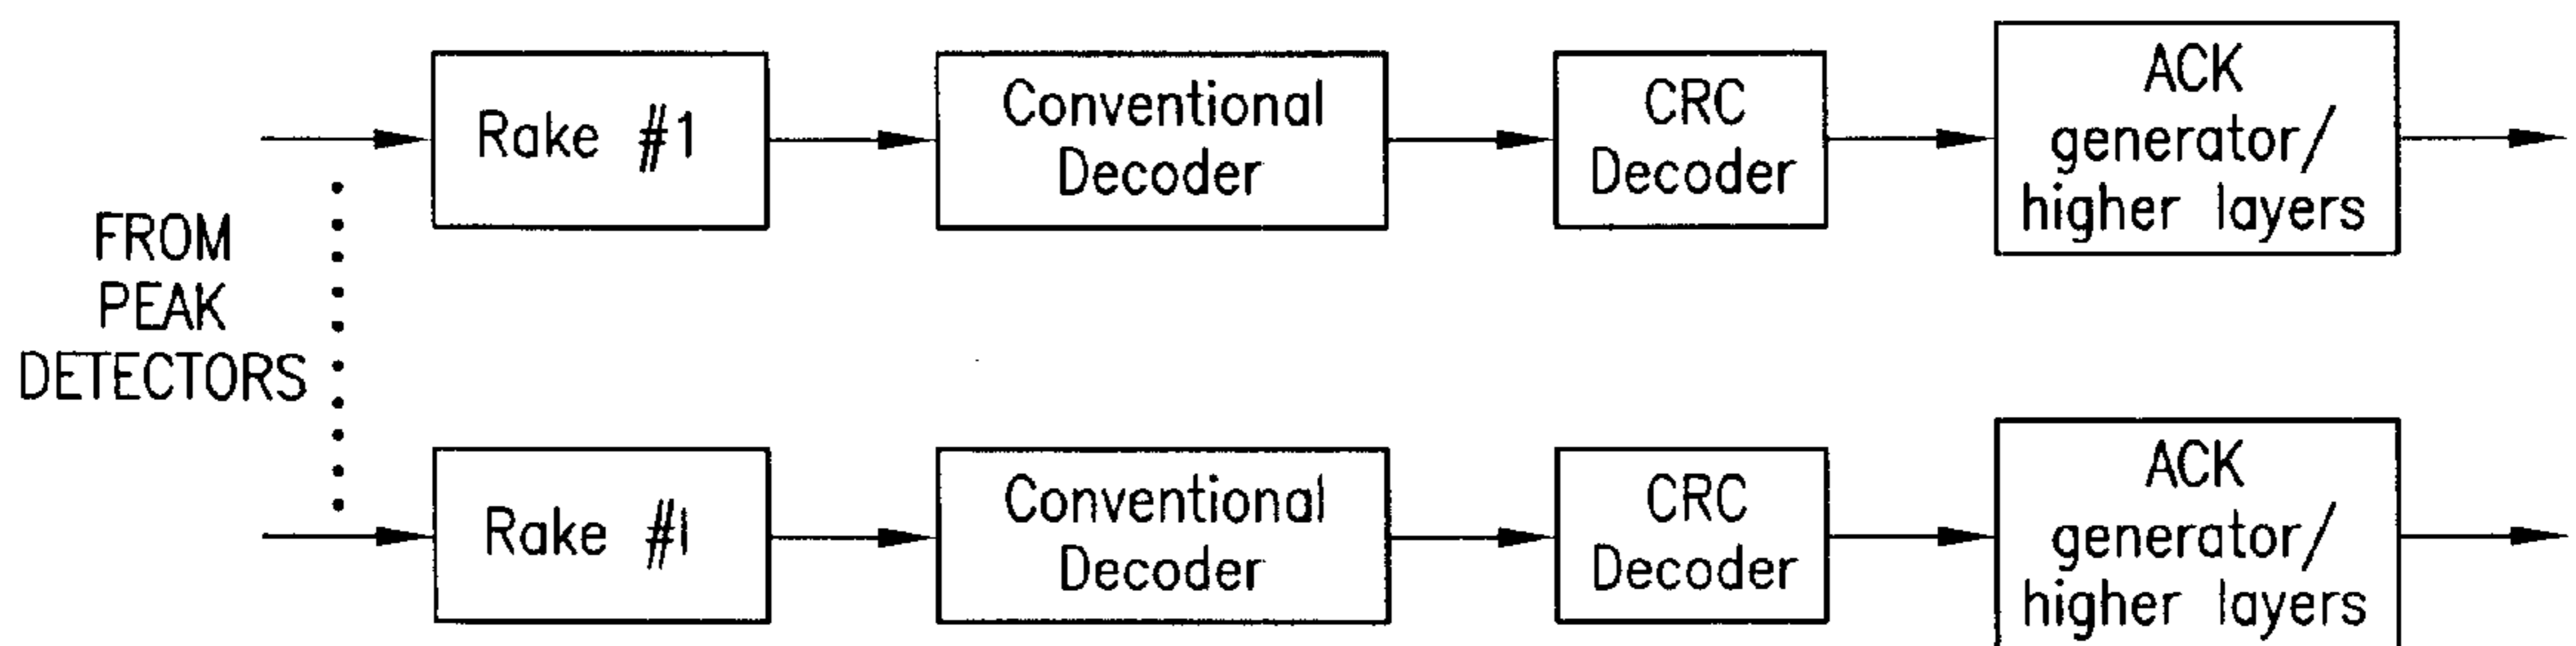 Rake #1
Conventional
Decoder
CRC
Decoder
ACK
generator/
higher layers
FROM
PEAK
DETECTORS
Rake #i
Conventional
Decoder
CRC
Decoder
ACK
generator/
higher layers